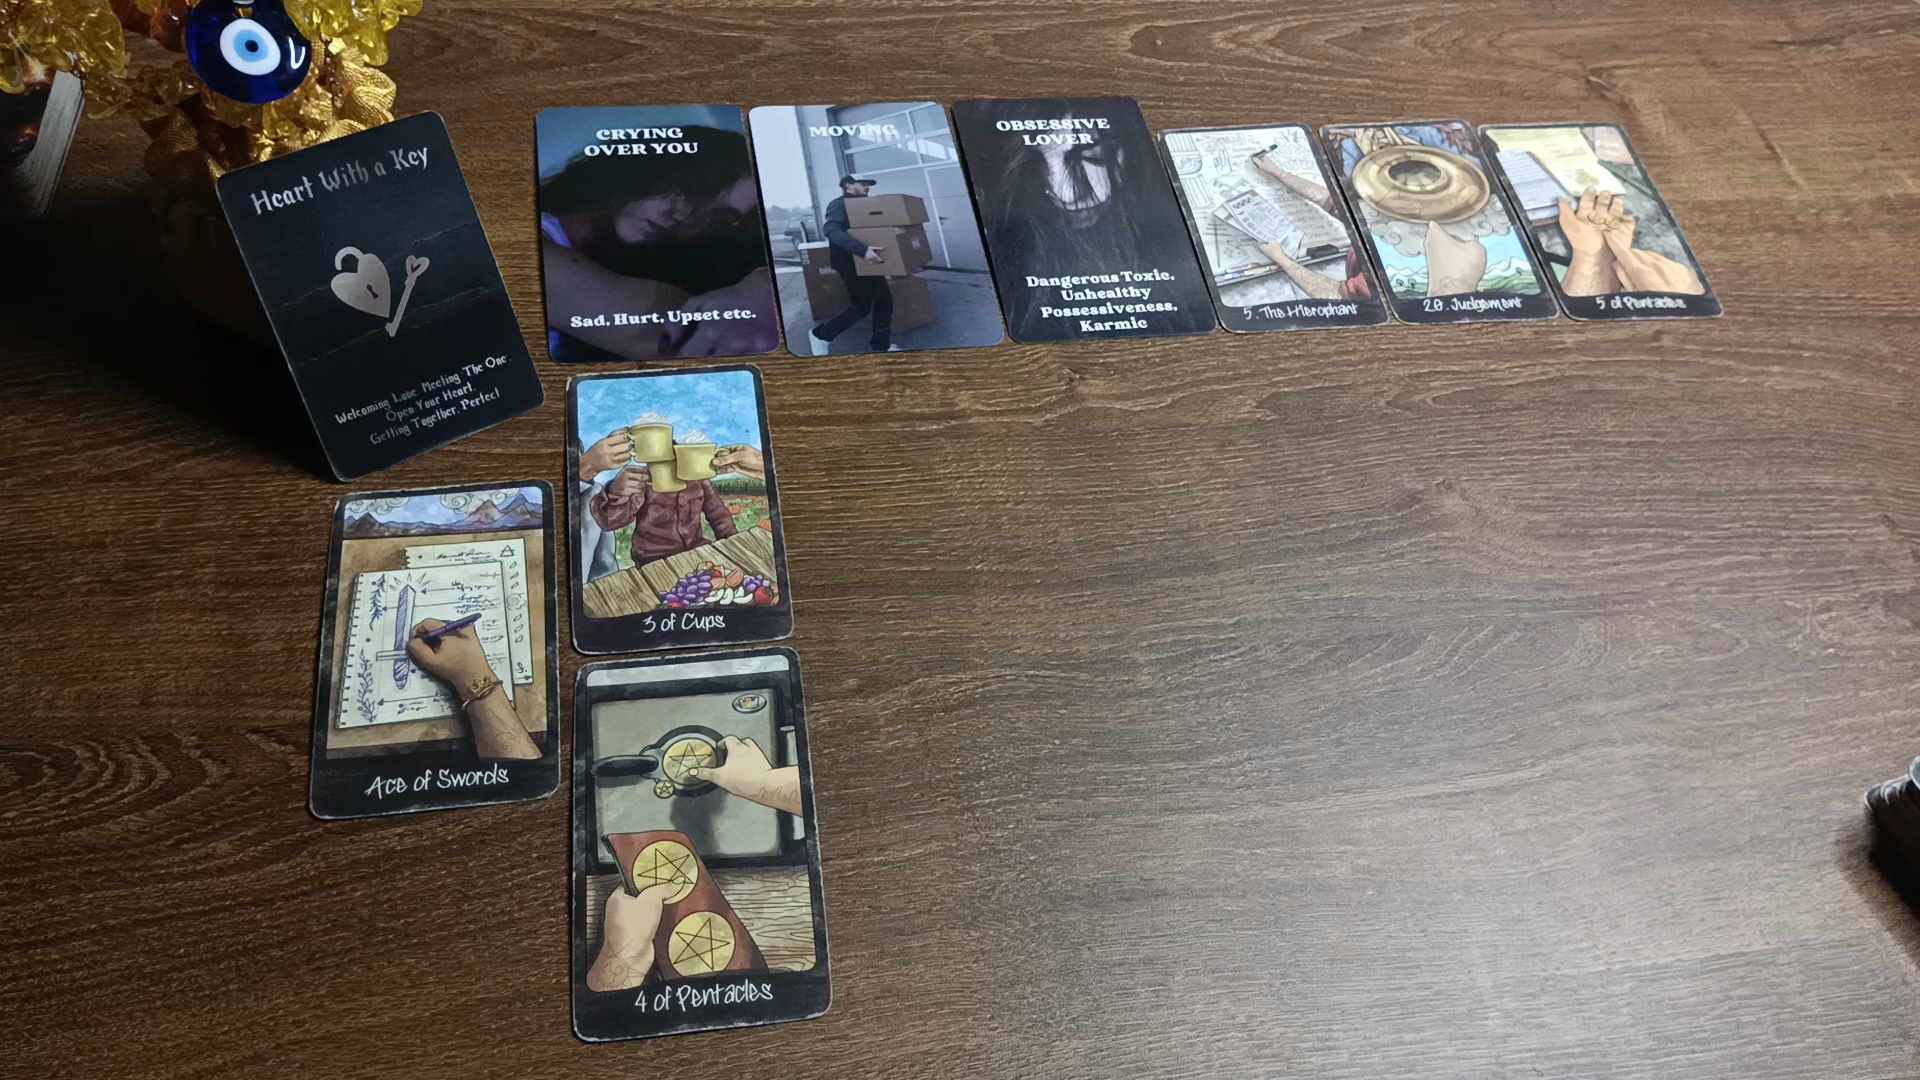 Heart With a Key
Welcoming Love. Meeting The One.
Open Your Heart.
Getting Together. Perfect
CRYING
OVER YOU
Sad, Hurt, Upset etc.
MOVING
OBSESSIVE
LOVER
Dangerous Toxic,
Unhealthy
Possessiveness,
Karmic
5. The Hierophant
20. Judgement
5 of Pentacles
3 of Cups
Ace of Swords
4 of Pentacles